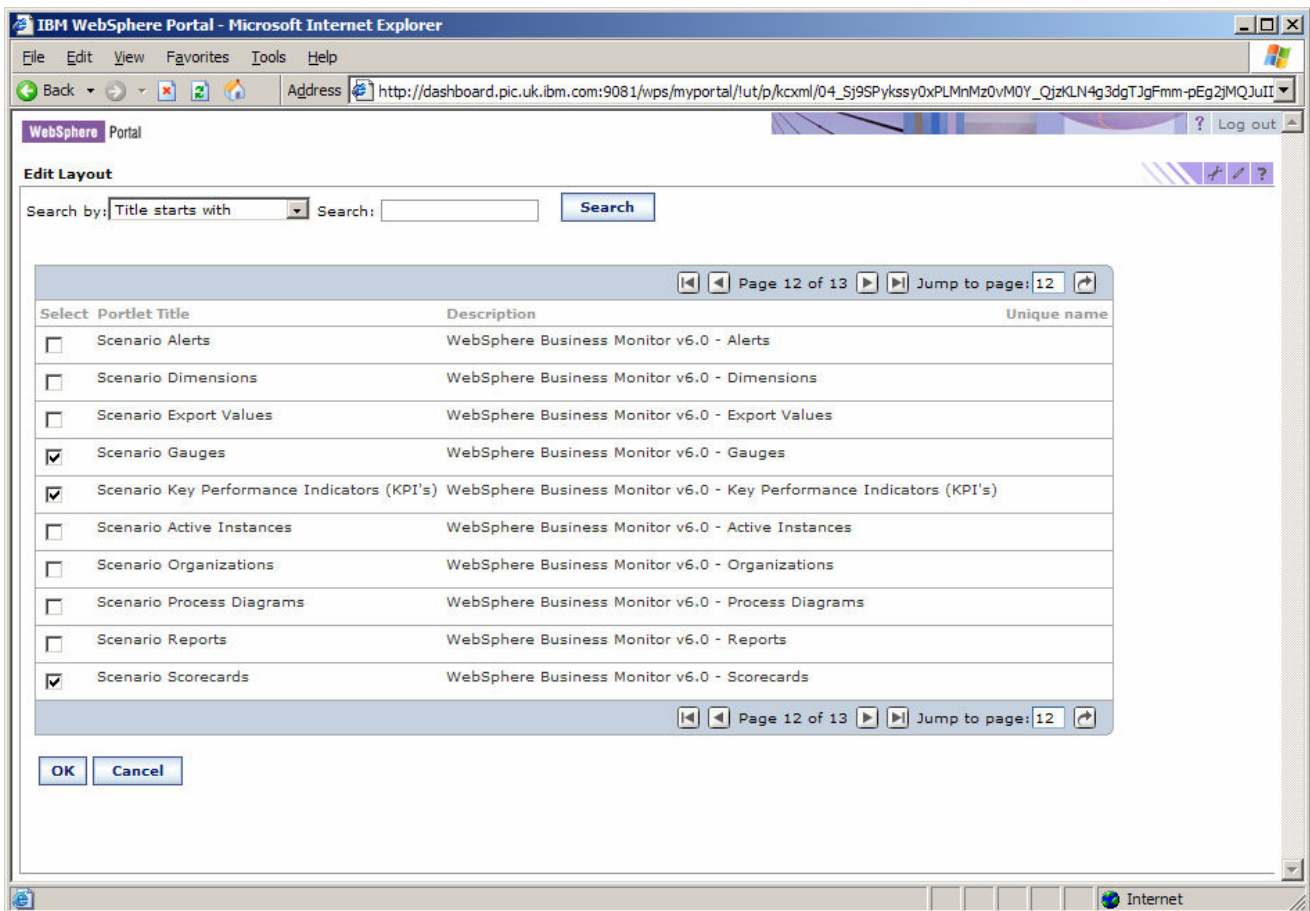 IBM WebSphere Portal - Microsoft Internet Explorer
File Edit View Favorites Tools Help
Back Address http://dashboard.pic.uk.ibm.com:9081/wps/myportal/!ut/p/kcxml/04_Sj9SPykssy0xPLMnMz0vM0Y_QjzKLN4g3dgTJgFmm-pEg2jMQJuII
WebSphere Portal ? Log out
Edit Layout ?
Search by: Title starts with Search: Search
Page 12 of 13 Jump to page: 12
Select Portlet Title Description Unique name
Scenario Alerts WebSphere Business Monitor v6.0 - Alerts
Scenario Dimensions WebSphere Business Monitor v6.0 - Dimensions
Scenario Export Values WebSphere Business Monitor v6.0 - Export Values
Scenario Gauges WebSphere Business Monitor v6.0 - Gauges
Scenario Key Performance Indicators (KPI's) WebSphere Business Monitor v6.0 - Key Performance Indicators (KPI's)
Scenario Active Instances WebSphere Business Monitor v6.0 - Active Instances
Scenario Organizations WebSphere Business Monitor v6.0 - Organizations
Scenario Process Diagrams WebSphere Business Monitor v6.0 - Process Diagrams
Scenario Reports WebSphere Business Monitor v6.0 - Reports
Scenario Scorecards WebSphere Business Monitor v6.0 - Scorecards
Page 12 of 13 Jump to page: 12
OK Cancel
Internet